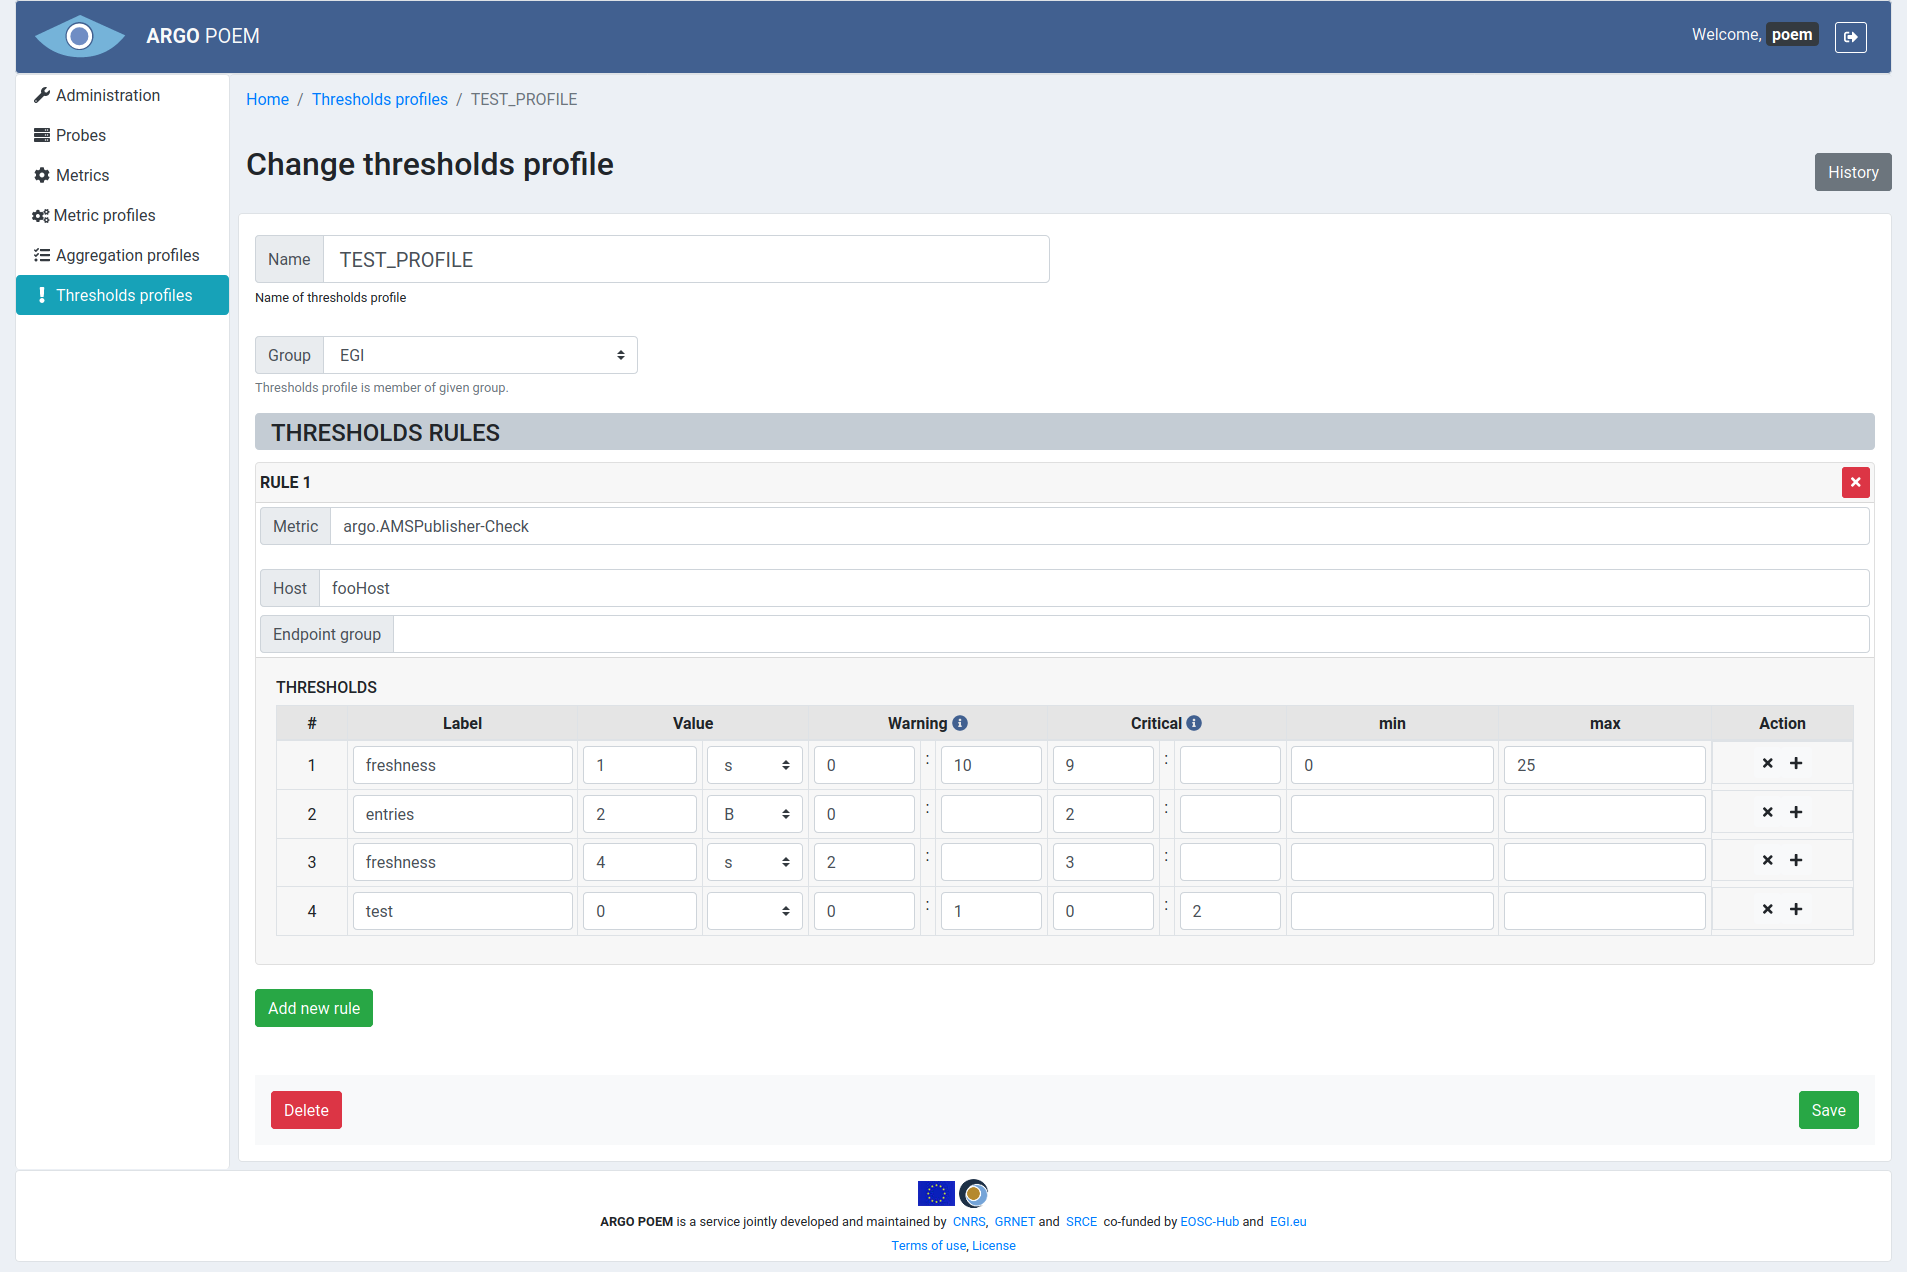 ARGO POEM
Welcome, poem
Administration
Probes
Metrics
Metric profiles
Aggregation profiles
Thresholds profiles
Home / Thresholds profiles / TEST_PROFILE
Change thresholds profile
History
Name TEST_PROFILE
Name of thresholds profile
Group EGI
Thresholds profile is member of given group.
THRESHOLDS RULES
RULE 1
Metric argo.AMSPublisher-Check
Host fooHost
Endpoint group
THRESHOLDS
# Label Value Warning Critical min max Action
1 freshness 1 s 0 : 10 9 : 0 25
2 entries 2 B 0 : 2 :
3 freshness 4 s 2 : 3 :
4 test 0 0 : 1 0 : 2
Add new rule
Delete
Save
ARGO POEM is a service jointly developed and maintained by CNRS, GRNET and SRCE co-funded by EOSC-Hub and EGI.eu
Terms of use, License